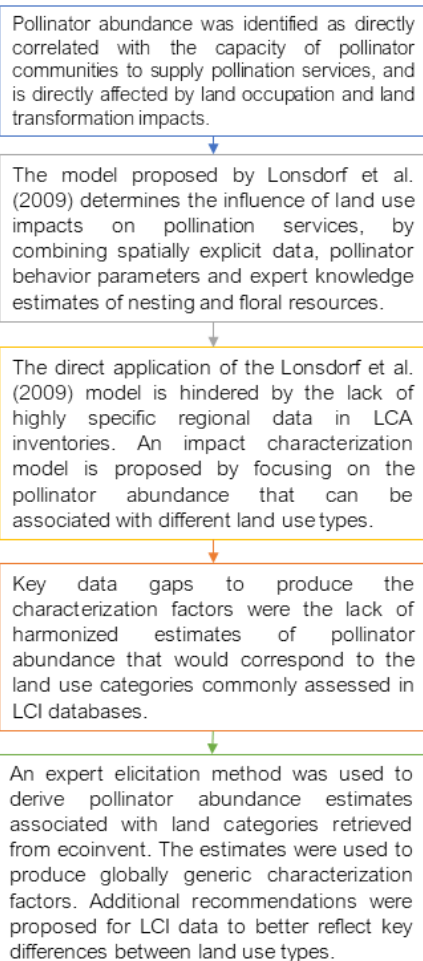 Pollinator abundance was identified as directly
correlated with the capacity of pollinator
communities to supply pollination services, and
is directly affected by land occupation and land
transformation impacts.
The model proposed by Lonsdorf et al.
(2009) determines the influence of land use
impacts on pollination services, by
combining spatially explicit data, pollinator
behavior parameters and expert knowledge
estimates of nesting and floral resources.
The direct application of the Lonsdorf et al.
(2009) model is hindered by the lack of
highly specific regional data in LCA
inventories. An impact characterization
model is proposed by focusing on the
pollinator abundance that can be
associated with different land use types.
Key data gaps to produce the
characterization factors were the lack of
harmonized estimates of pollinator
abundance that would correspond to the
land use categories commonly assessed in
LCI databases.
An expert elicitation method was used to
derive pollinator abundance estimates
associated with land categories retrieved
from ecoinvent. The estimates were used to
produce globally generic characterization
factors. Additional recommendations were
proposed for LCI data to better reflect key
differences between land use types.